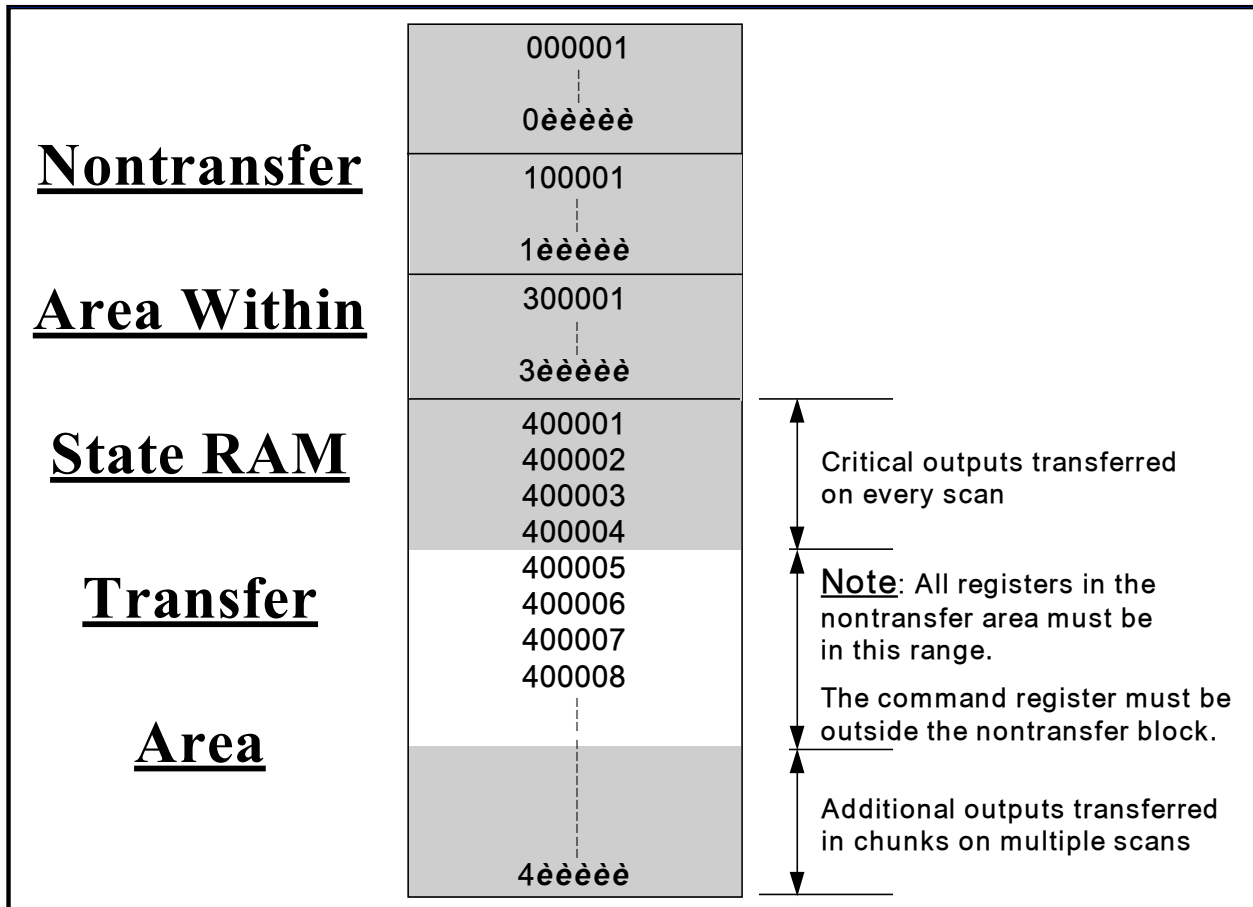 Nontransfer
Area Within
State RAM
Transfer
Area
000001
0èèèèè
100001
1èèèèè
300001
3èèèèè
400001
400002
400003
400004
400005
400006
400007
400008
4èèèèè
Critical outputs transferred
on every scan
Note: All registers in the
nontransfer area must be
in this range.
The command register must be
outside the nontransfer block.
Additional outputs transferred
in chunks on multiple scans